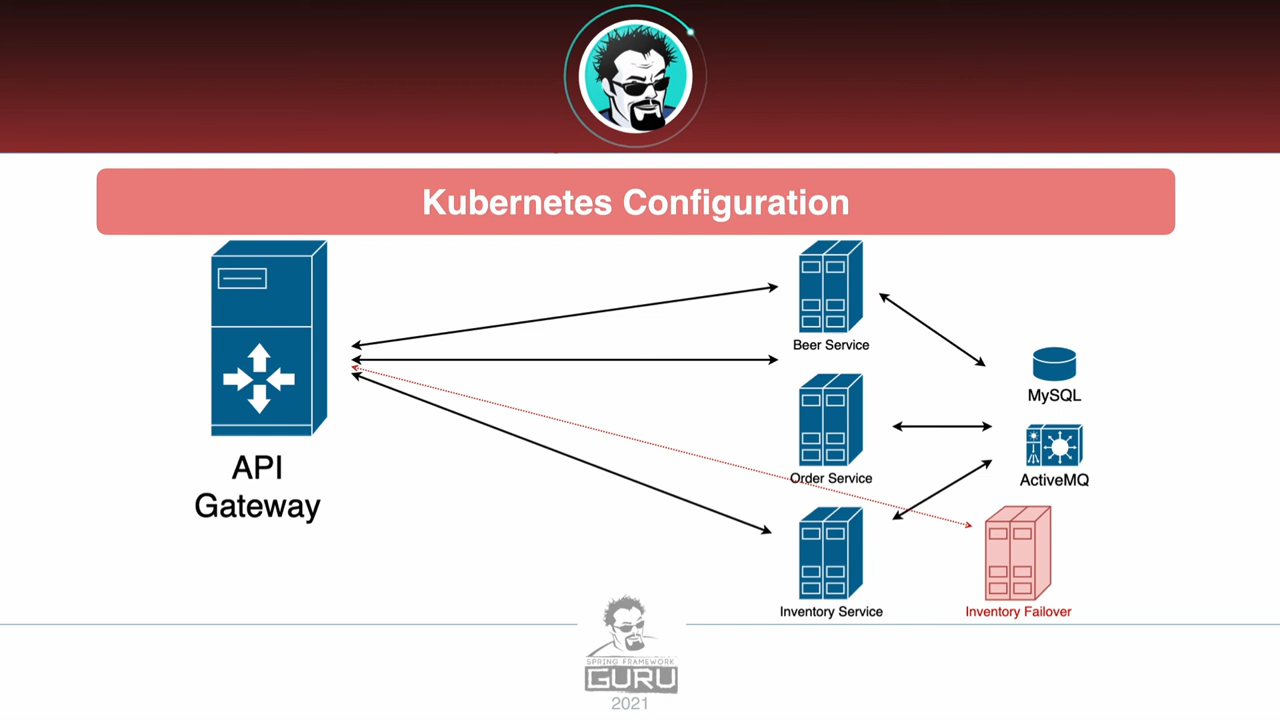 Kubernetes Configuration
API
Gateway
Beer Service
MySQL
Order Service
ActiveMQ
Inventory Service
Inventory Failover
SPRING FRAMEWORK
GURU
2021